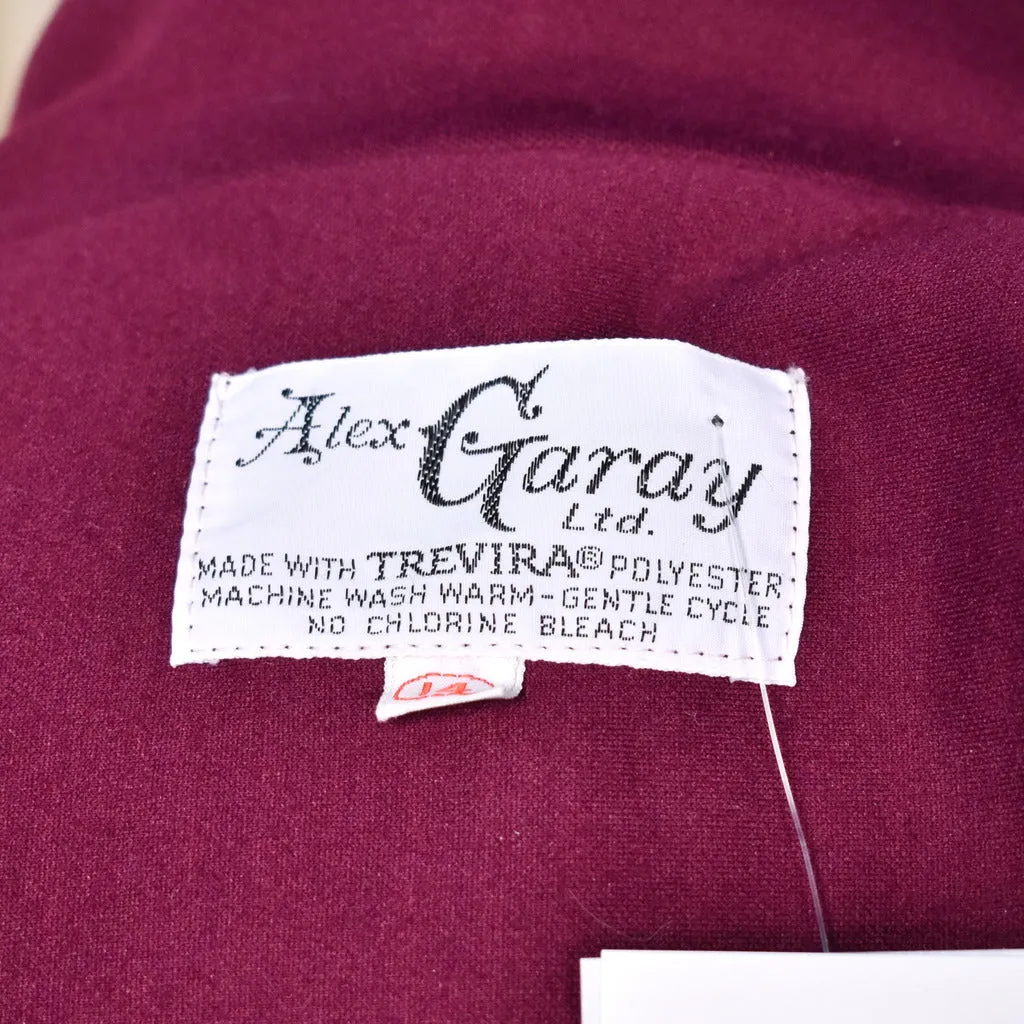 Alex Garay
Ltd.
MADE WITH TREVIRA® POLYESTER
MACHINE WASH WARM - GENTLE CYCLE
NO CHLORINE BLEACH
14